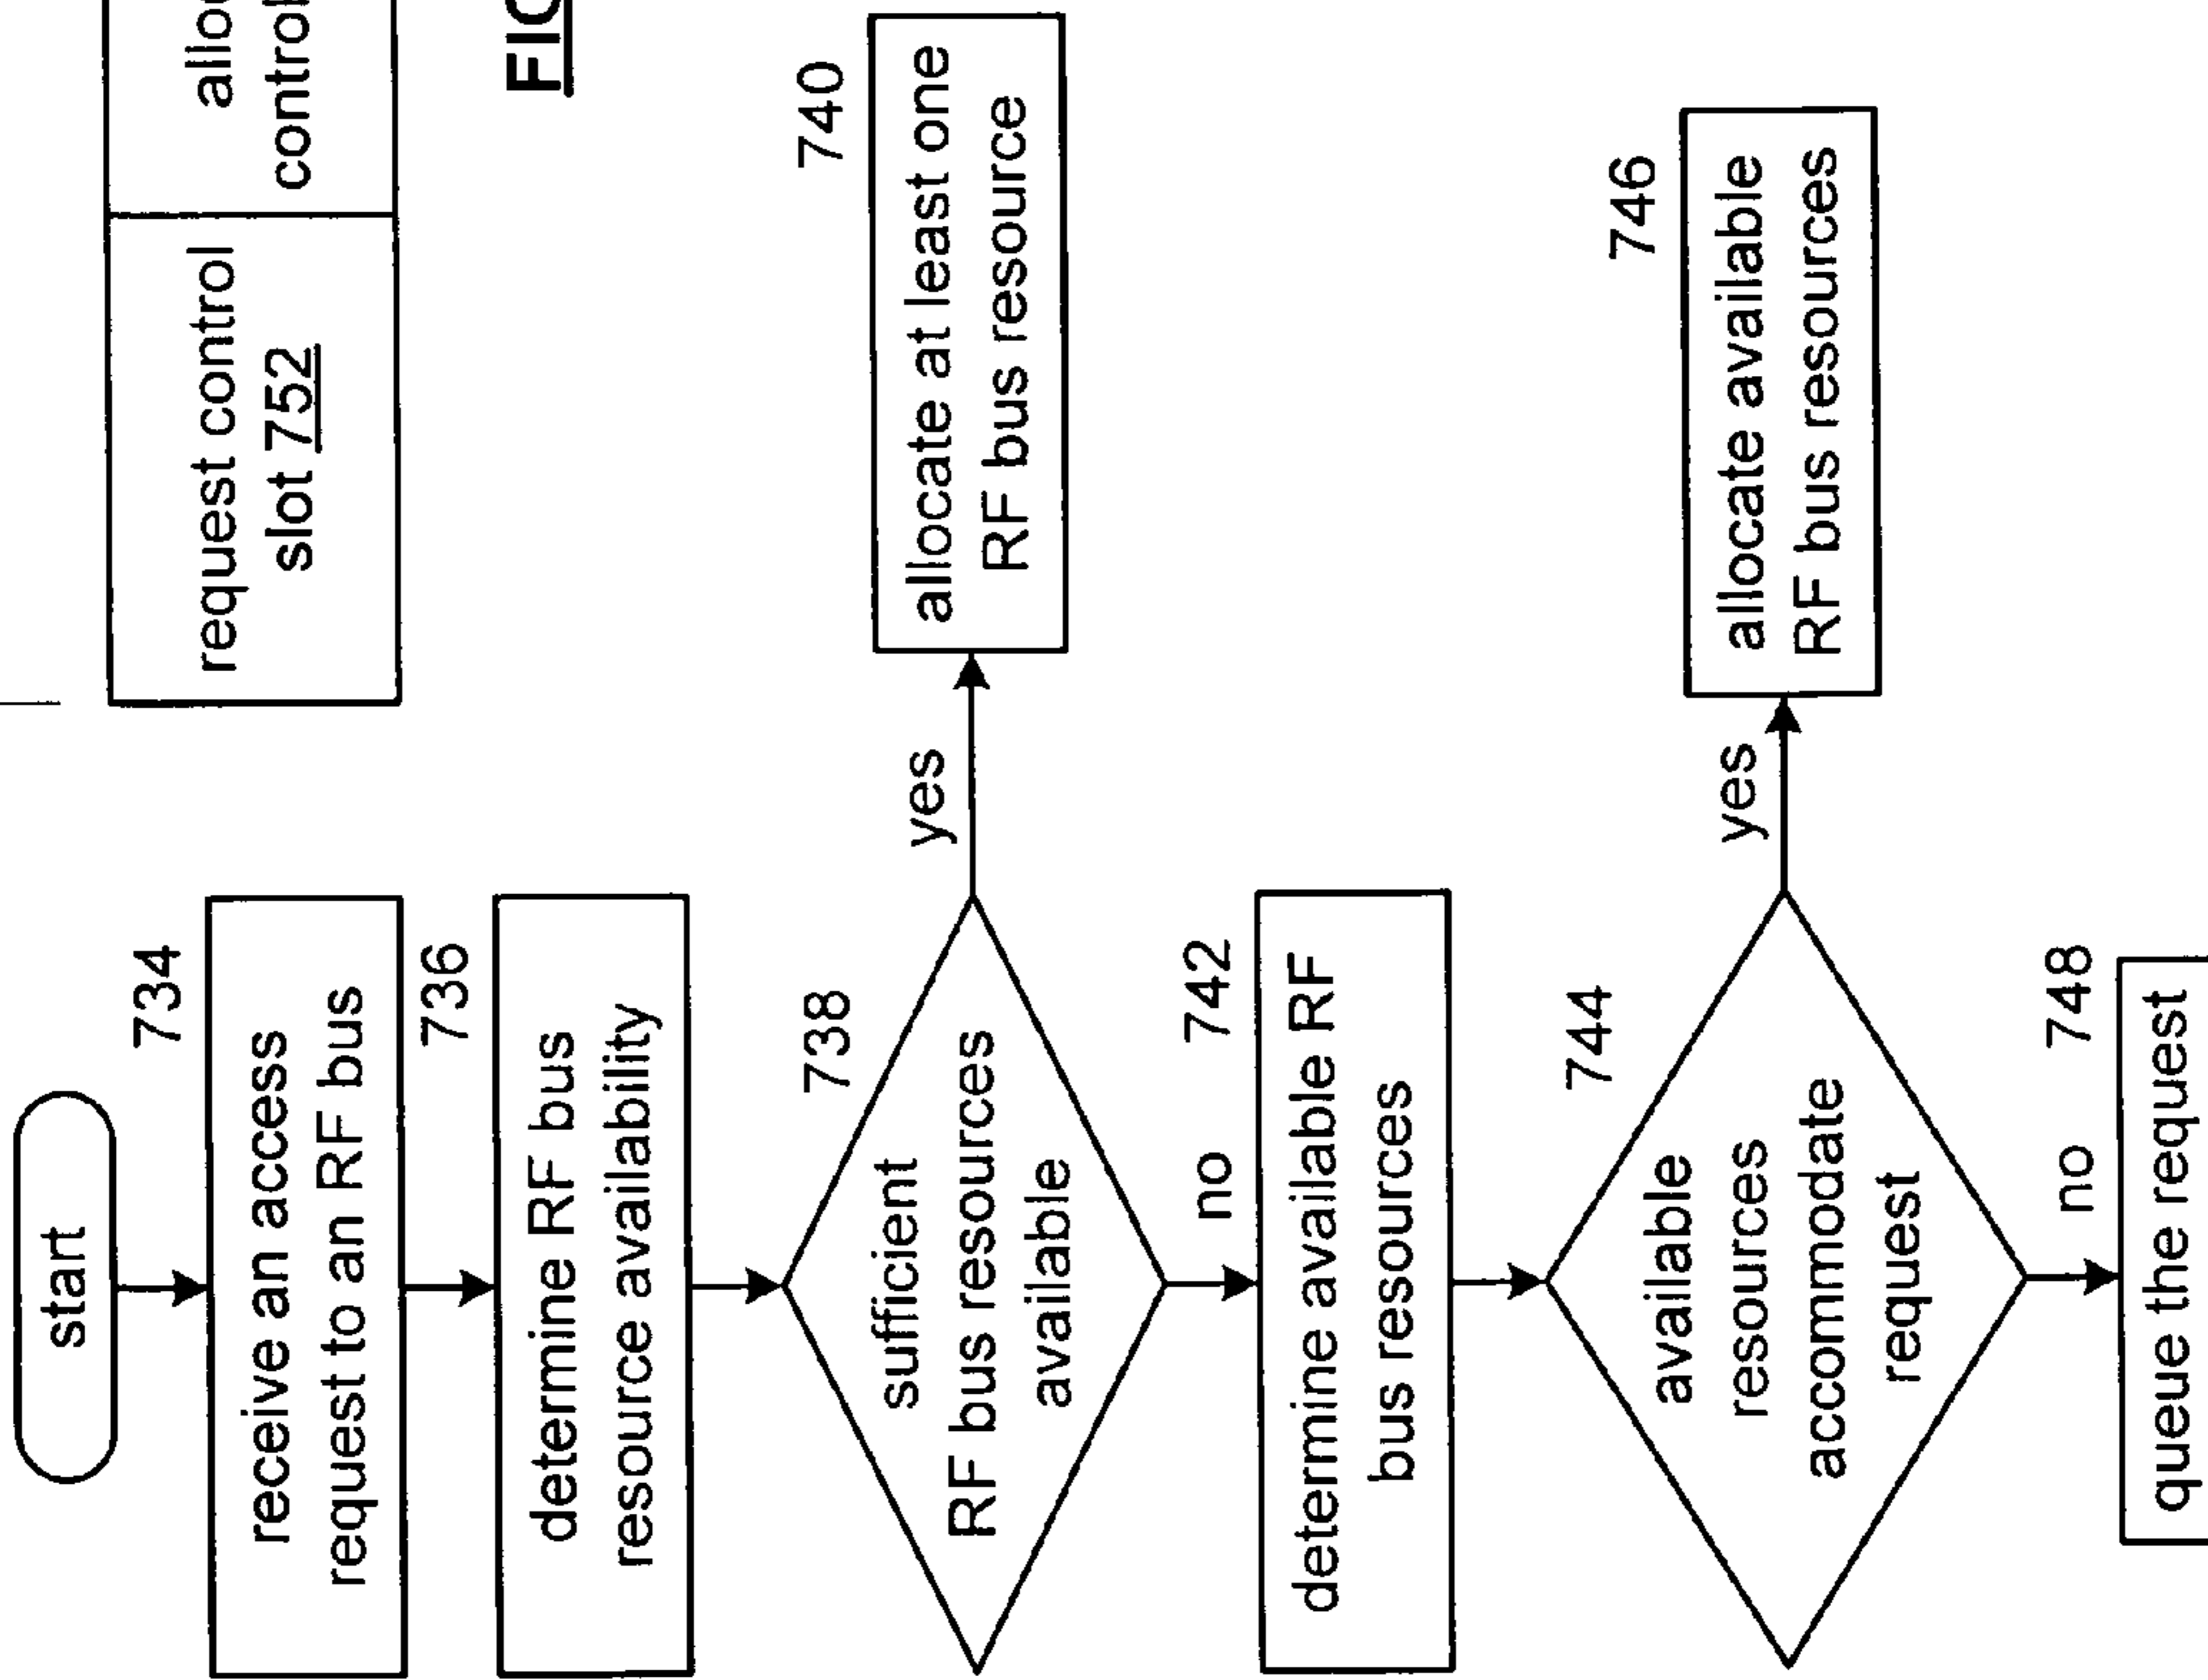 start
734
receive an access
request to an RF bus
736
determine RF bus
resource availability
738
sufficient
RF bus resources
available
yes
740
allocate at least one
RF bus resource
no
742
determine available RF
bus resources
744
available
resources
accommodate
request
yes
746
allocate available
RF bus resources
no
748
queue the request
request control
slot 752